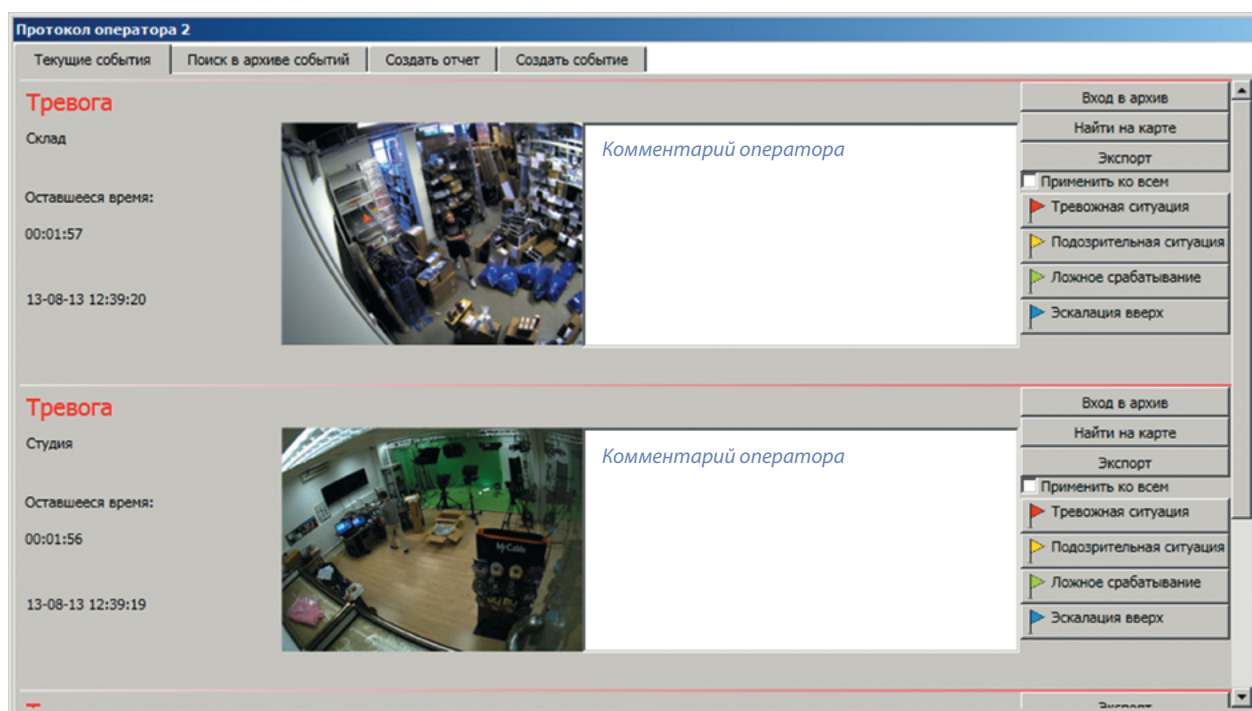 Протокол оператора 2
Текущие события
Поиск в архиве событий
Создать отчет
Создать событие
Тревога
Склад
Оставшееся время:
00:01:57
13-08-13 12:39:20
Комментарий оператора
Вход в архив
Найти на карте
Экспорт
Применить ко всем
Тревожная ситуация
Подозрительная ситуация
Ложное срабатывание
Эскалация вверх
Тревога
Студия
Оставшееся время:
00:01:56
13-08-13 12:39:19
MyCable
Комментарий оператора
Вход в архив
Найти на карте
Экспорт
Применить ко всем
Тревожная ситуация
Подозрительная ситуация
Ложное срабатывание
Эскалация вверх
Экспорт